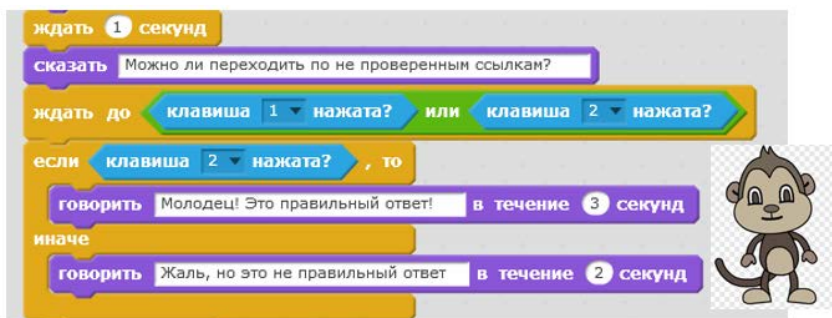 ждать 1 секунд
сказать Можно ли переходить по не проверенным ссылкам?
ждать до клавиша 1 нажата? или клавиша 2 нажата?
если клавиша 2 нажата? , то
говорить Молодец! Это правильный ответ! в течение 3 секунд
иначе
говорить Жаль, но это не правильный ответ в течение 2 секунд